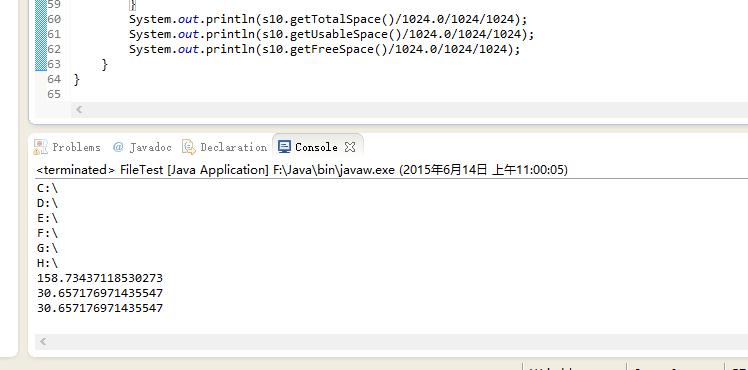 59 }
60 System.out.println(s10.getTotalSpace()/1024.0/1024/1024);
61 System.out.println(s10.getUsableSpace()/1024.0/1024/1024);
62 System.out.println(s10.getFreeSpace()/1024.0/1024/1024);
63 }
64 }
65
Problems @ Javadoc Declaration Console
<terminated> FileTest [Java Application] F:\Java\bin\javaw.exe (2015年6月14日 上午11:00:05)
C:\
D:\
E:\
F:\
G:\
H:\
158.73437118530273
30.657176971435547
30.657176971435547